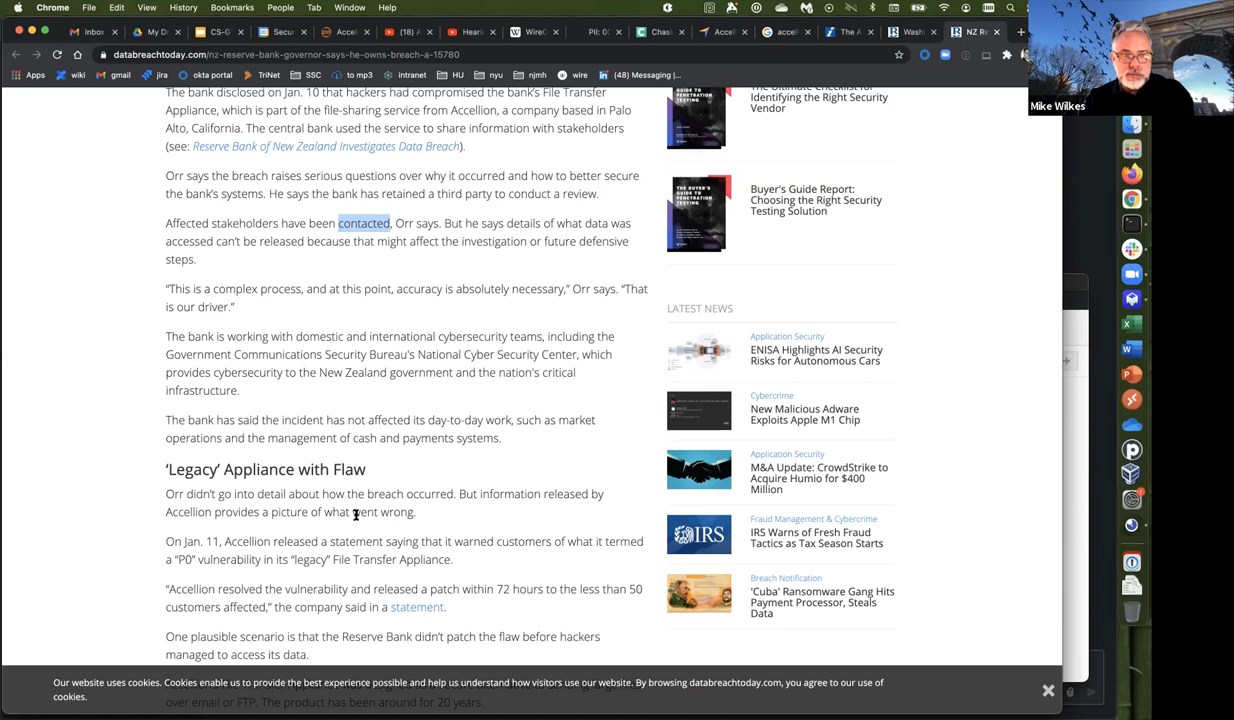 Chrome File Edit View History Bookmarks People Tab Window Help
Inbox My Dr CS-G Secur Accel (18) A Hearin WireC PII: 0( Chasi Accell accell The A Wash NZ Re
databreachtoday.com/nz-reserve-bank-governor-says-he-owns-breach-a-15780
Apps wiki gmail jira okta portal TriNet SSC to mp3 intranet HU nyu njmh wire (48) Messaging |...
Mike Wilkes
The bank disclosed on Jan. 10 that hackers had compromised the bank's File Transfer
Appliance, which is part of the file-sharing service from Accellion, a company based in Palo
Alto, California. The central bank used the service to share information with stakeholders
(see: Reserve Bank of New Zealand Investigates Data Breach).
Orr says the breach raises serious questions over why it occurred and how to better secure
the bank's systems. He says the bank has retained a third party to conduct a review.
Affected stakeholders have been contacted, Orr says. But he says details of what data was
accessed can't be released because that might affect the investigation or future defensive
steps.
“This is a complex process, and at this point, accuracy is absolutely necessary,” Orr says. “That
is our driver.”
The bank is working with domestic and international cybersecurity teams, including the
Government Communications Security Bureau's National Cyber Security Center, which
provides cybersecurity to the New Zealand government and the nation's critical
infrastructure.
The bank has said the incident has not affected its day-to-day work, such as market
operations and the management of cash and payments systems.
‘Legacy’ Appliance with Flaw
Orr didn’t go into detail about how the breach occurred. But information released by
Accellion provides a picture of what went wrong.
On Jan. 11, Accellion released a statement saying that it warned customers of what it termed
a “P0” vulnerability in its “legacy” File Transfer Appliance.
“Accellion resolved the vulnerability and released a patch within 72 hours to the less than 50
customers affected,” the company said in a statement.
One plausible scenario is that the Reserve Bank didn’t patch the flaw before hackers
managed to access its data.
over email or FTP. The product has been around for 20 years.
The Ultimate Checklist for
Identifying the Right Security
Vendor
GUIDE TO
PENETRATION
TESTING
THE BUYER'S
GUIDE TO
PENETRATION
TESTING
Buyer's Guide Report:
Choosing the Right Security
Testing Solution
LATEST NEWS
Application Security
ENISA Highlights AI Security
Risks for Autonomous Cars
Cybercrime
New Malicious Adware
Exploits Apple M1 Chip
Application Security
M&A Update: CrowdStrike to
Acquire Humio for $400
Million
IRS
Fraud Management & Cybercrime
IRS Warns of Fresh Fraud
Tactics as Tax Season Starts
Breach Notification
'Cuba' Ransomware Gang Hits
Payment Processor, Steals
Data
Our website uses cookies. Cookies enable us to provide the best experience possible and help us understand how visitors use our website. By browsing databreachtoday.com, you agree to our use of
cookies.